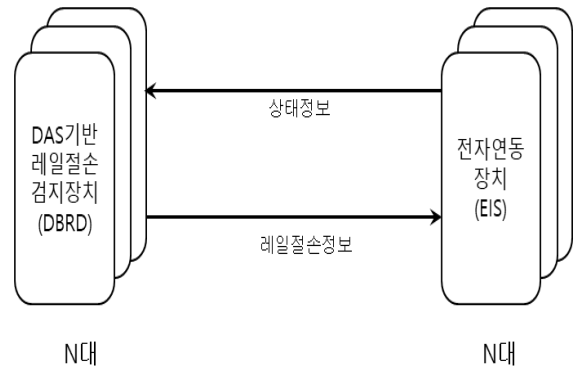 DAS기반
레일절손
검지장치
(DBRD)
상태정보
레일절손정보
전자연동
장치
(EIS)
N대
N대